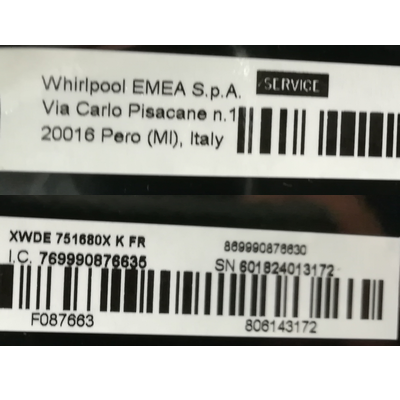 Whirlpool EMEA S.p.A. SERVICE
Via Carlo Pisacane n.1
20016 Pero (MI), Italy
XWDE 751680X K FR 869990876630
I.C. 769990876635 SN 601824013172
F087663 806143172